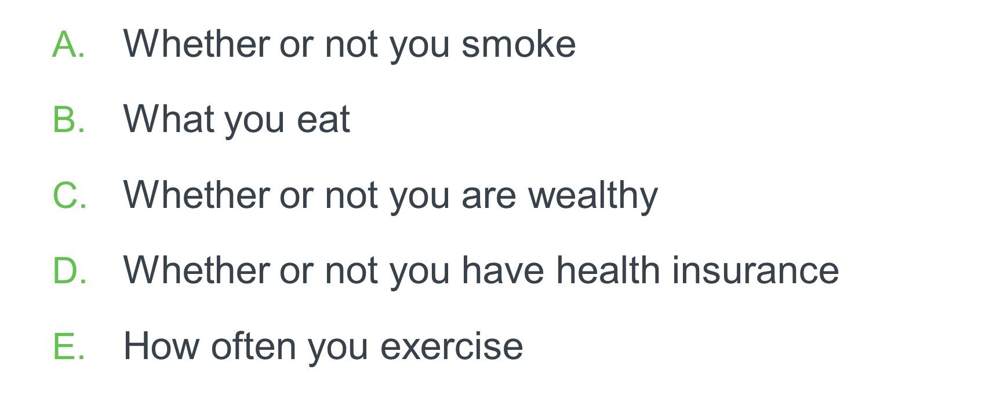 A. Whether or not you smoke
B. What you eat
C. Whether or not you are wealthy
D. Whether or not you have health insurance
E. How often you exercise